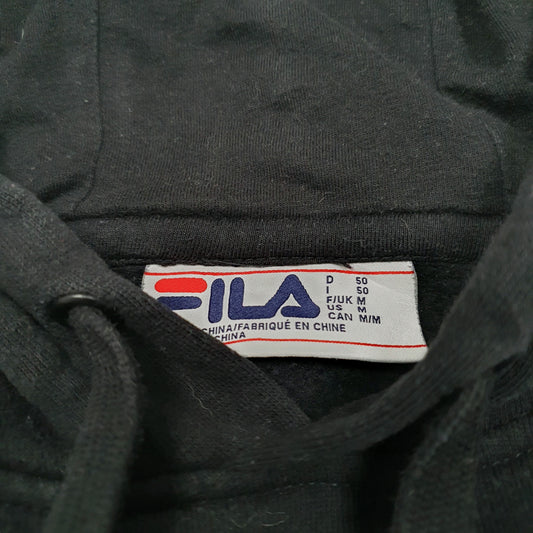 FILA
D 50
I 50
F/UK M
US M
CAN M/M
CHINA/FABRIQUÉ EN CHINE
CHINA